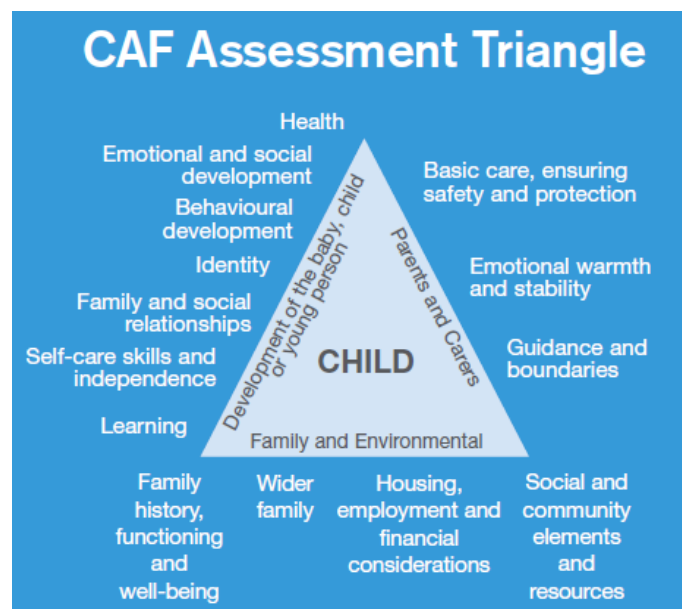 CAF Assessment Triangle
Health
Emotional and social
development
Behavioural
development
Identity
Family and social
relationships
Self-care skills and
independence
Learning
Development of the baby, child
or young person
CHILD
Parents and Carers
Family and Environmental
Basic care, ensuring
safety and protection
Emotional warmth
and stability
Guidance and
boundaries
Family
history,
functioning
and
well-being
Wider
family
Housing,
employment and
financial
considerations
Social and
community
elements
and
resources